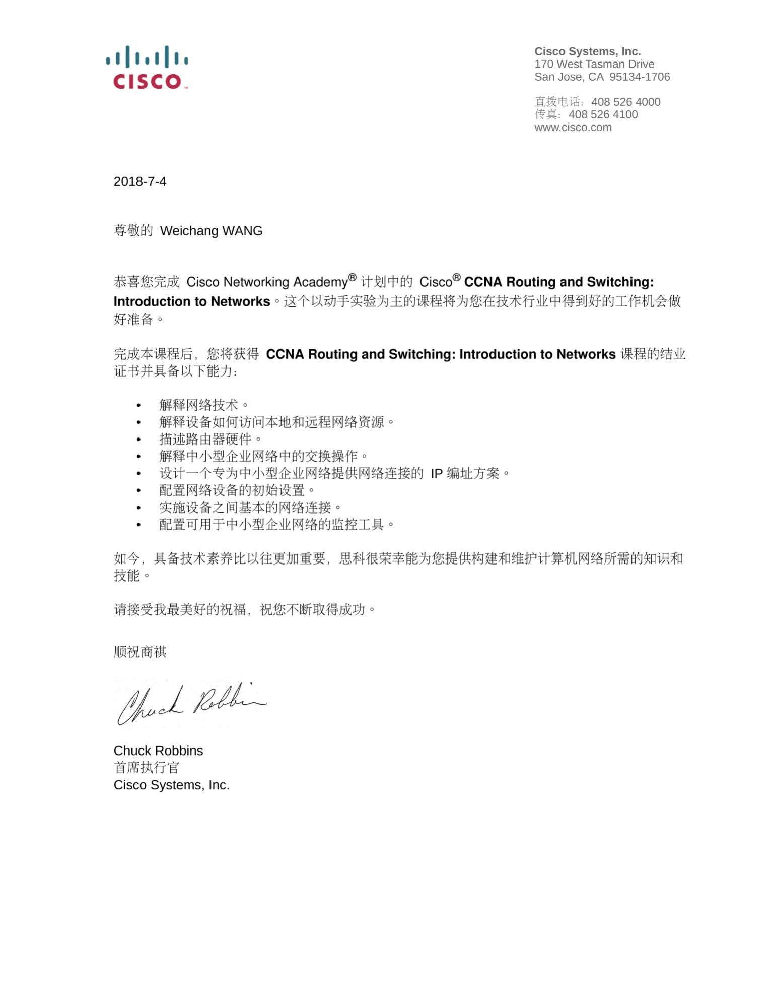 CISCO™
Cisco Systems, Inc.
170 West Tasman Drive
San Jose, CA 95134-1706
直拨电话：408 526 4000
传真：408 526 4100
www.cisco.com
2018-7-4
尊敬的 Weichang WANG
恭喜您完成 Cisco Networking Academy® 计划中的 Cisco® CCNA Routing and Switching:
Introduction to Networks。这个以动手实验为主的课程将为您在技术行业中得到好的工作机会做
好准备。
完成本课程后，您将获得 CCNA Routing and Switching: Introduction to Networks 课程的结业
证书并具备以下能力：
• 解释网络技术。
• 解释设备如何访问本地和远程网络资源。
• 描述路由器硬件。
• 解释中小型企业网络中的交换操作。
• 设计一个专为中小型企业网络提供网络连接的 IP 编址方案。
• 配置网络设备的初始设置。
• 实施设备之间基本的网络连接。
• 配置可用于中小型企业网络的监控工具。
如今，具备技术素养比以往更加重要，思科很荣幸能为您提供构建和维护计算机网络所需的知识和
技能。
请接受我最美好的祝福，祝您不断取得成功。
顺祝商祺
Chuck Robbins
Chuck Robbins
首席执行官
Cisco Systems, Inc.